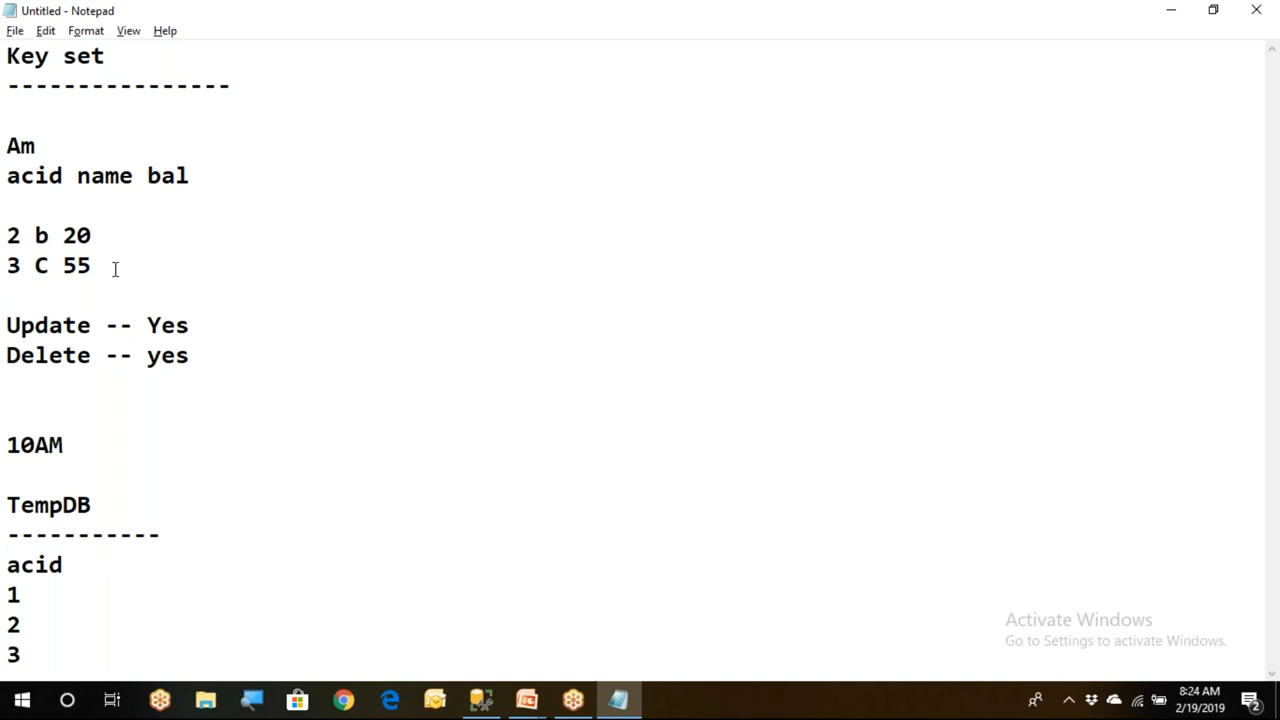 Untitled - Notepad
File Edit Format View Help
Key set
----------------
Am
acid name bal
2 b 20
3 C 55
Update -- Yes
Delete -- yes
10AM
TempDB
-----------
acid
1
2
3
Activate Windows
Go to Settings to activate Windows.
8:24 AM
2/19/2019
2